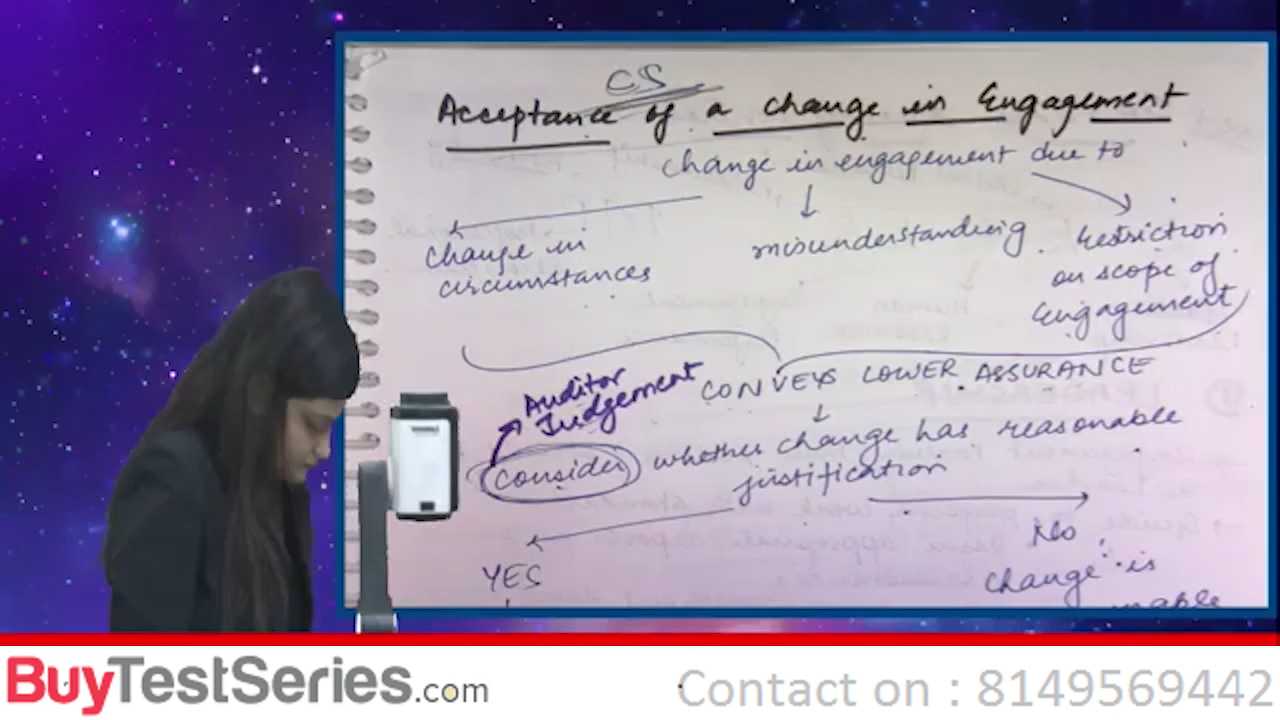 CS
Acceptance of a change in Engagement
change in engagement due to
change in
circumstances
misunderstanding
restriction
on scope of
Engagement
CONVEYS LOWER ASSURANCE
Auditor
Judgement
Consider whether change has reasonable
justification
YES
No
change is
BuyTestSeries.com
Contact on : 8149569442